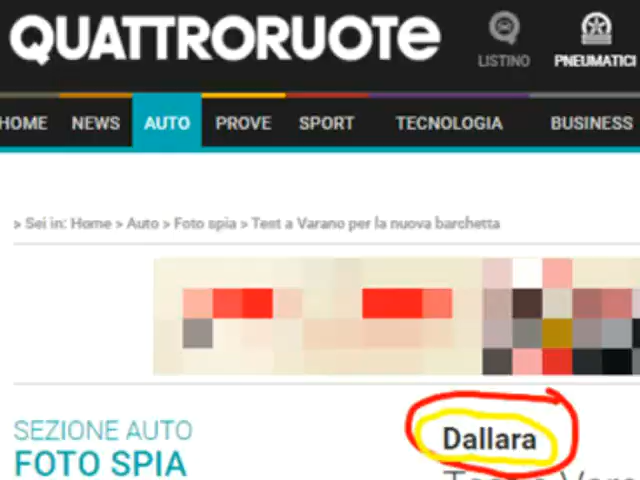 QUATTRORUOTe
LISTINO
PNEUMATICI
HOME NEWS AUTO PROVE SPORT TECNOLOGIA BUSINESS
> Sei in: Home > Auto > Foto spia > Test a Varano per la nuova barchetta
SEZIONE AUTO
FOTO SPIA
Dallara